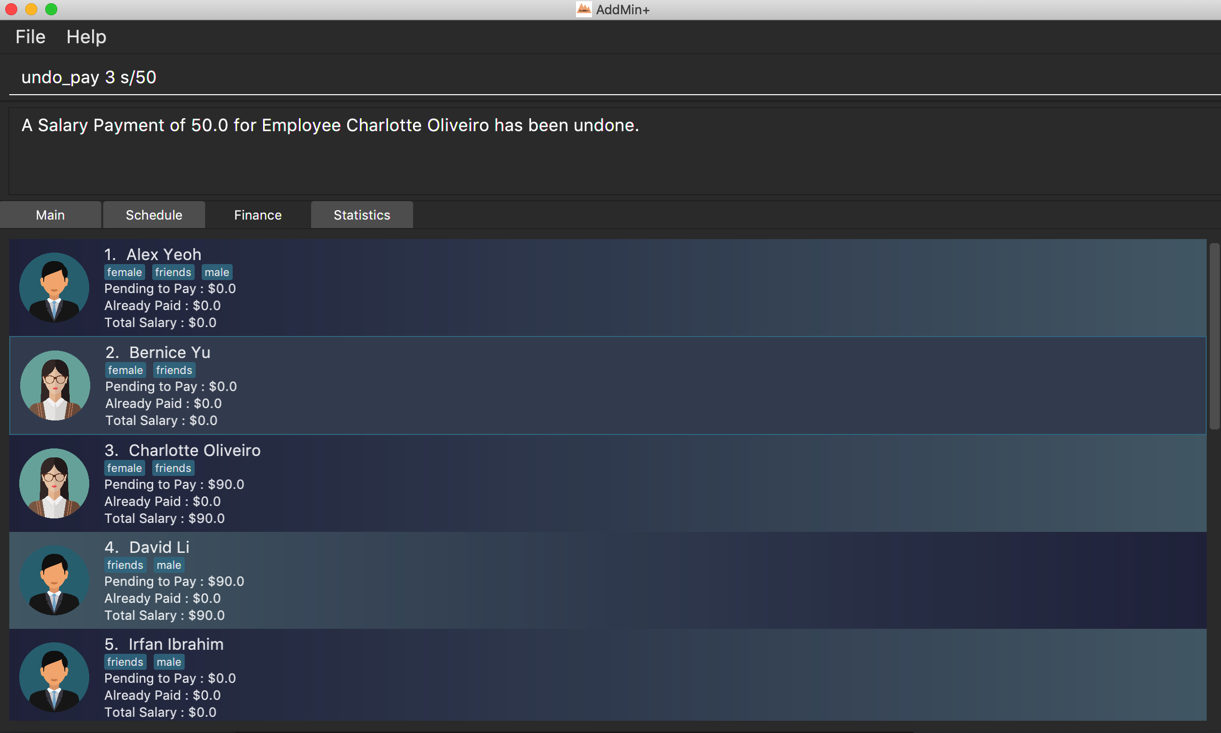 AddMin+
File Help
undo_pay 3 s/50
A Salary Payment of 50.0 for Employee Charlotte Oliveiro has been undone.
Main Schedule Finance Statistics
1. Alex Yeoh
female friends male
Pending to Pay : $0.0
Already Paid : $0.0
Total Salary : $0.0
2. Bernice Yu
female friends
Pending to Pay : $0.0
Already Paid : $0.0
Total Salary : $0.0
3. Charlotte Oliveiro
female friends
Pending to Pay : $90.0
Already Paid : $0.0
Total Salary : $90.0
4. David Li
friends male
Pending to Pay : $90.0
Already Paid : $0.0
Total Salary : $90.0
5. Irfan Ibrahim
friends male
Pending to Pay : $0.0
Already Paid : $0.0
Total Salary : $0.0